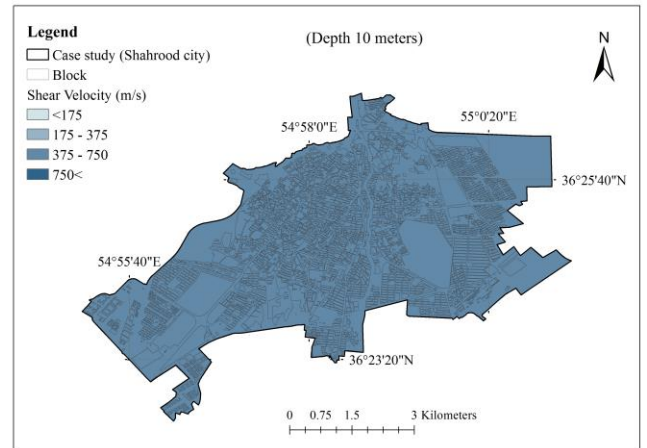 Legend
Case study (Shahrood city)
Block
Shear Velocity (m/s)
<175
175 - 375
375 - 750
750<
(Depth 10 meters)
N
54°58'0"E
55°0'20"E
36°25'40"N
54°55'40"E
36°23'20"N
0 0.75 1.5 3 Kilometers